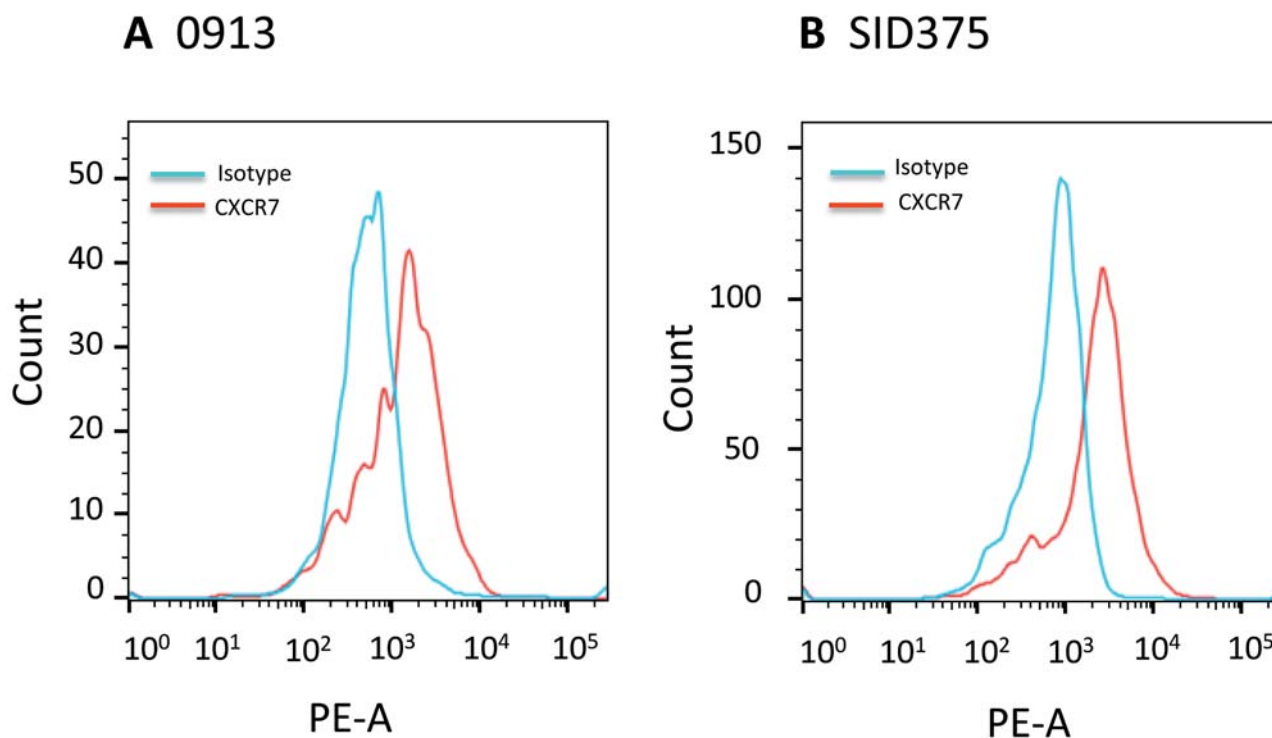 A 0913
50
40
30
20
10
0
Count
Isotype
CXCR7
10⁰ 10¹ 10² 10³ 10⁴ 10⁵
PE-A
B SID375
150
100
50
0
Count
Isotype
CXCR7
10⁰ 10¹ 10² 10³ 10⁴ 10⁵
PE-A